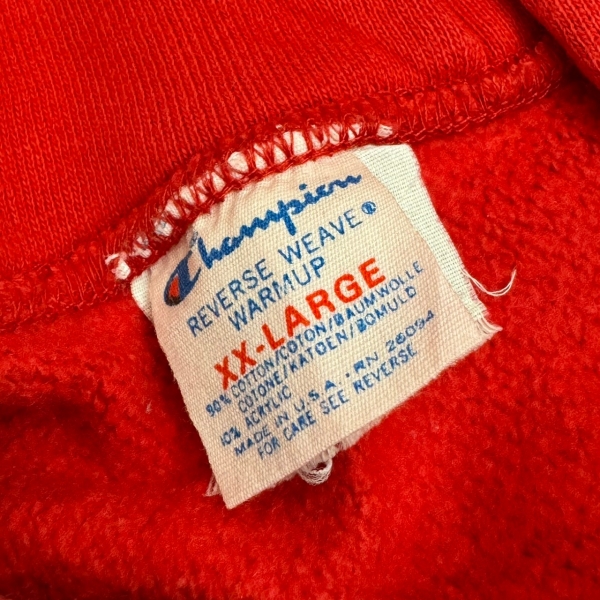 Champion
REVERSE WEAVE®
WARMUP
XX-LARGE
90% COTTON/COTON/BAUMWOLLE
COTONE/KATOEN/BOMULD
10% ACRYLIC
MADE IN U.S.A. · RN 26094
FOR CARE SEE REVERSE